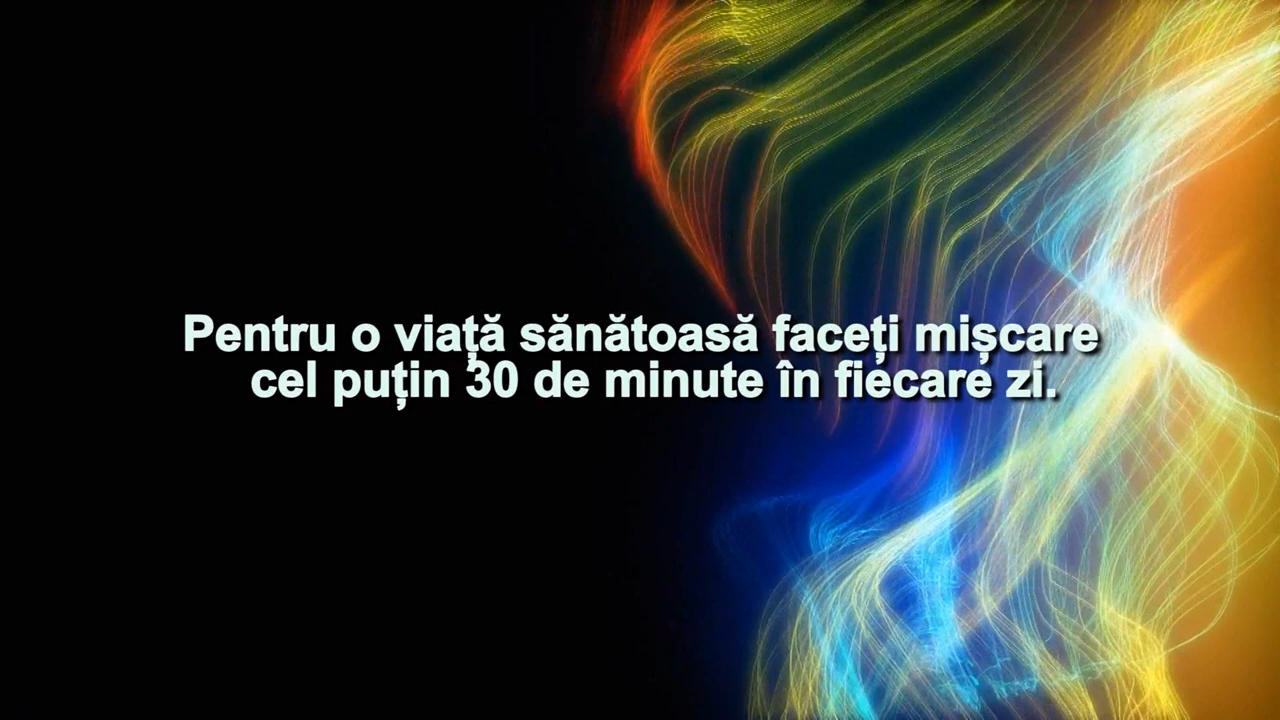 Pentru o viață sănătoasă faceți mișcare
cel puțin 30 de minute în fiecare zi.